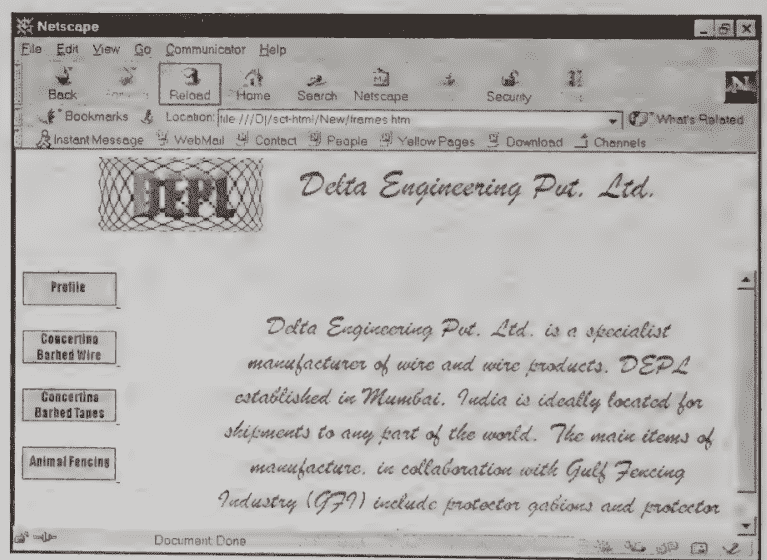 Netscape
File Edit View Go Communicator Help
Back Reload Home Search Netscape Security
Bookmarks Location: file:///D|/sct-html/New/frames.htm What's Related
Instant Message WebMail Contact People Yellow Pages Download Channels
DEPL Delta Engineering Pvt. Ltd.
Profile
Concertina
Barbed Wire
Concertina
Barbed Tapes
Animal Fencing
Delta Engineering Pvt. Ltd. is a specialist
manufacturer of wire and wire products. DEPL
established in Mumbai, India is ideally located for
shipments to any part of the world. The main items of
manufacture, in collaboration with Gulf Fencing
Industry (GFI) include protector gabions and protector
Document Done